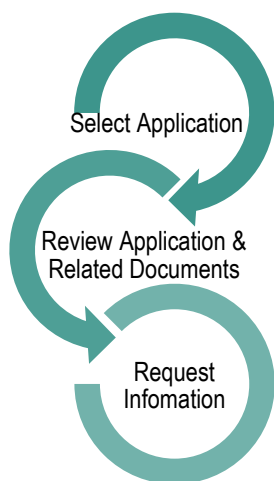 Select Application
Review Application &
Related Documents
Request
Infomation